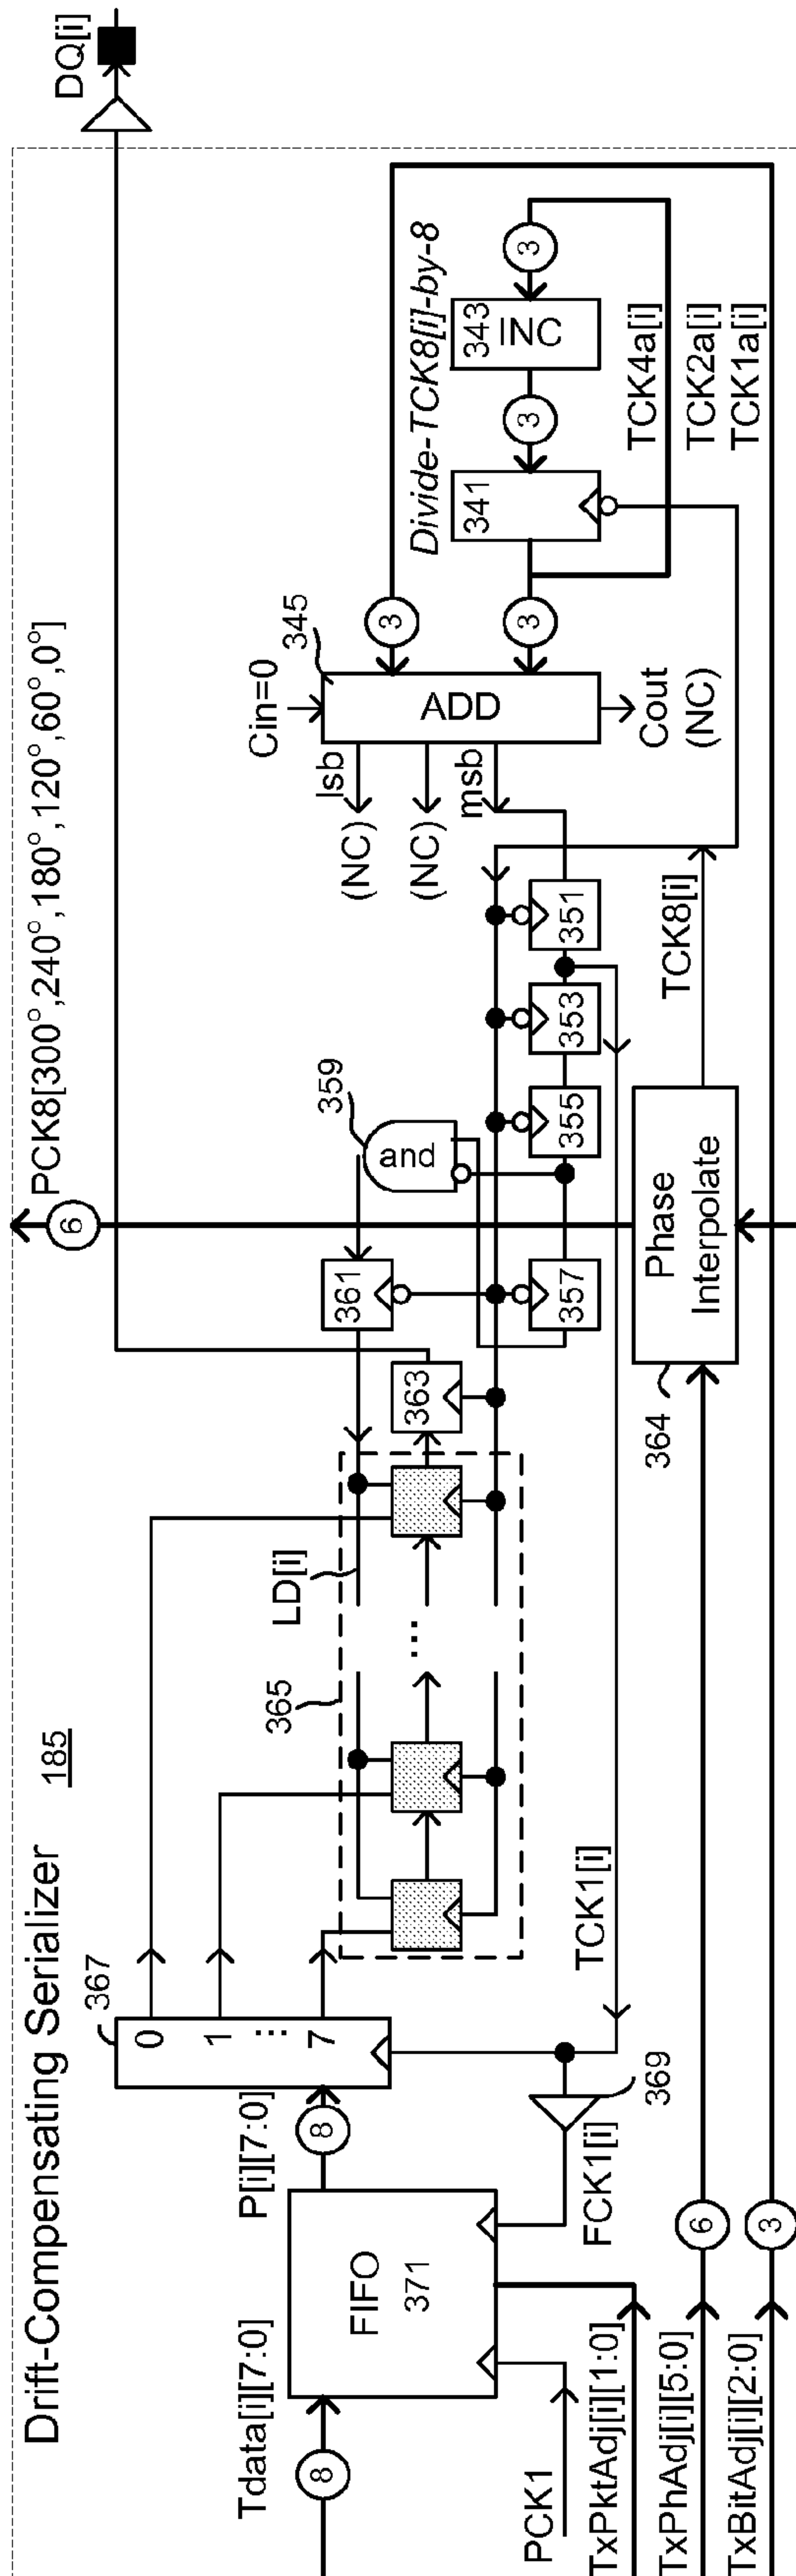 Drift-Compensating Serializer
185
DQ[i]
PCK8[300°,240°,180°,120°,60°,0°]
6
Tdata[i][7:0]
8
FIFO
371
P[i][7:0]
8
367
0
1
...
7
365
LD[i]
...
363
361
359
and
357
355
353
351
Cin=0
345
lsb
(NC)
(NC)
msb
ADD
Cout
(NC)
3
3
Divide-TCK8[i]-by-8
341
3
343
INC
3
TCK4a[i]
TCK2a[i]
TCK1a[i]
TCK8[i]
Phase
Interpolate
364
TCK1[i]
369
FCK1[i]
PCK1
TxPktAdj[i][1:0]
TxPhAdj[i][5:0]
6
TxBitAdj[i][2:0]
3